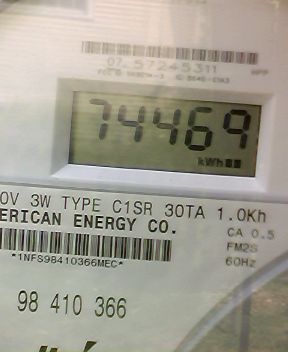 07 57245311
74469
kWh
0V 3W TYPE C1SR 30TA 1.0Kh
ERICAN ENERGY CO.
CA 0.5
FM2S
*1NFS98410366MEC*
60Hz
98 410 366